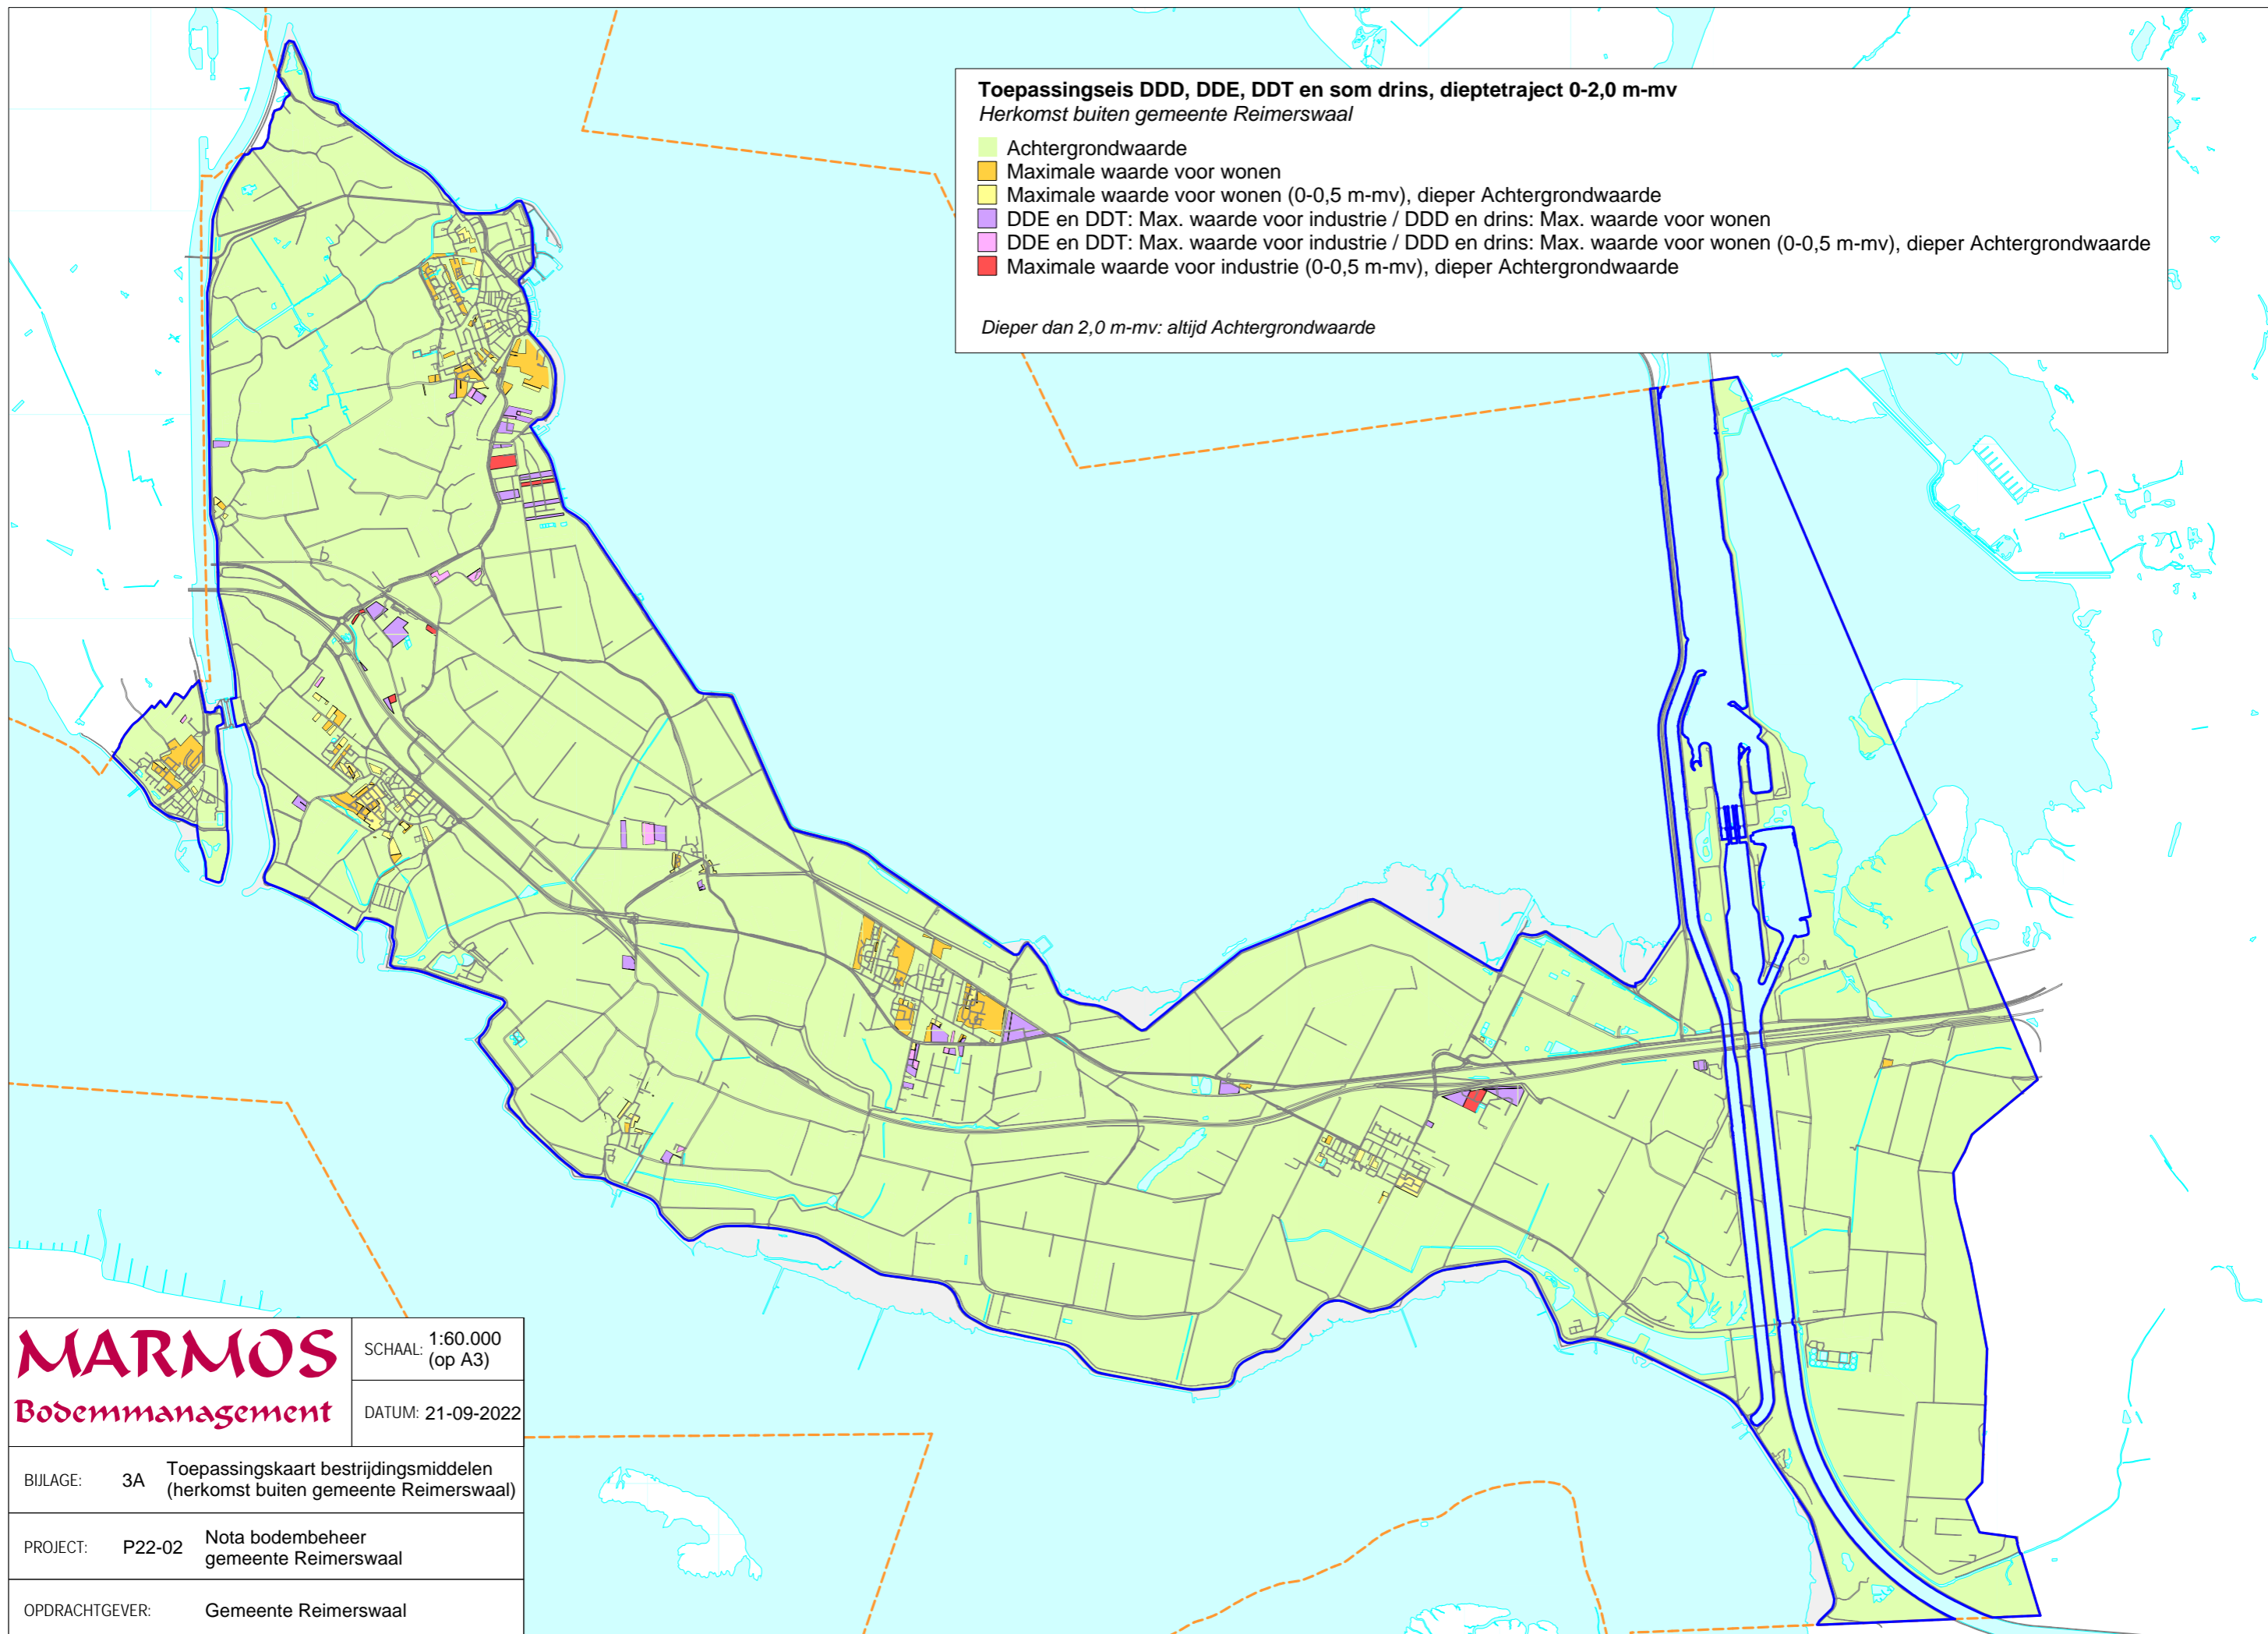 Toepassingseis DDD, DDE, DDT en som drins, dieptetraject 0-2,0 m-mv
Herkomst buiten gemeente Reimerswaal
Achtergrondwaarde
Maximale waarde voor wonen
Maximale waarde voor wonen (0-0,5 m-mv), dieper Achtergrondwaarde
DDE en DDT: Max. waarde voor industrie / DDD en drins: Max. waarde voor wonen
DDE en DDT: Max. waarde voor industrie / DDD en drins: Max. waarde voor wonen (0-0,5 m-mv), dieper Achtergrondwaarde
Maximale waarde voor industrie (0-0,5 m-mv), dieper Achtergrondwaarde
Dieper dan 2,0 m-mv: altijd Achtergrondwaarde
MARMOS
Bodemmanagement
SCHAAL: 1:60.000
(op A3)
DATUM: 21-09-2022
BIJLAGE: 3A Toepassingskaart bestrijdingsmiddelen
(herkomst buiten gemeente Reimerswaal)
PROJECT: P22-02 Nota bodembeheer
gemeente Reimerswaal
OPDRACHTGEVER: Gemeente Reimerswaal